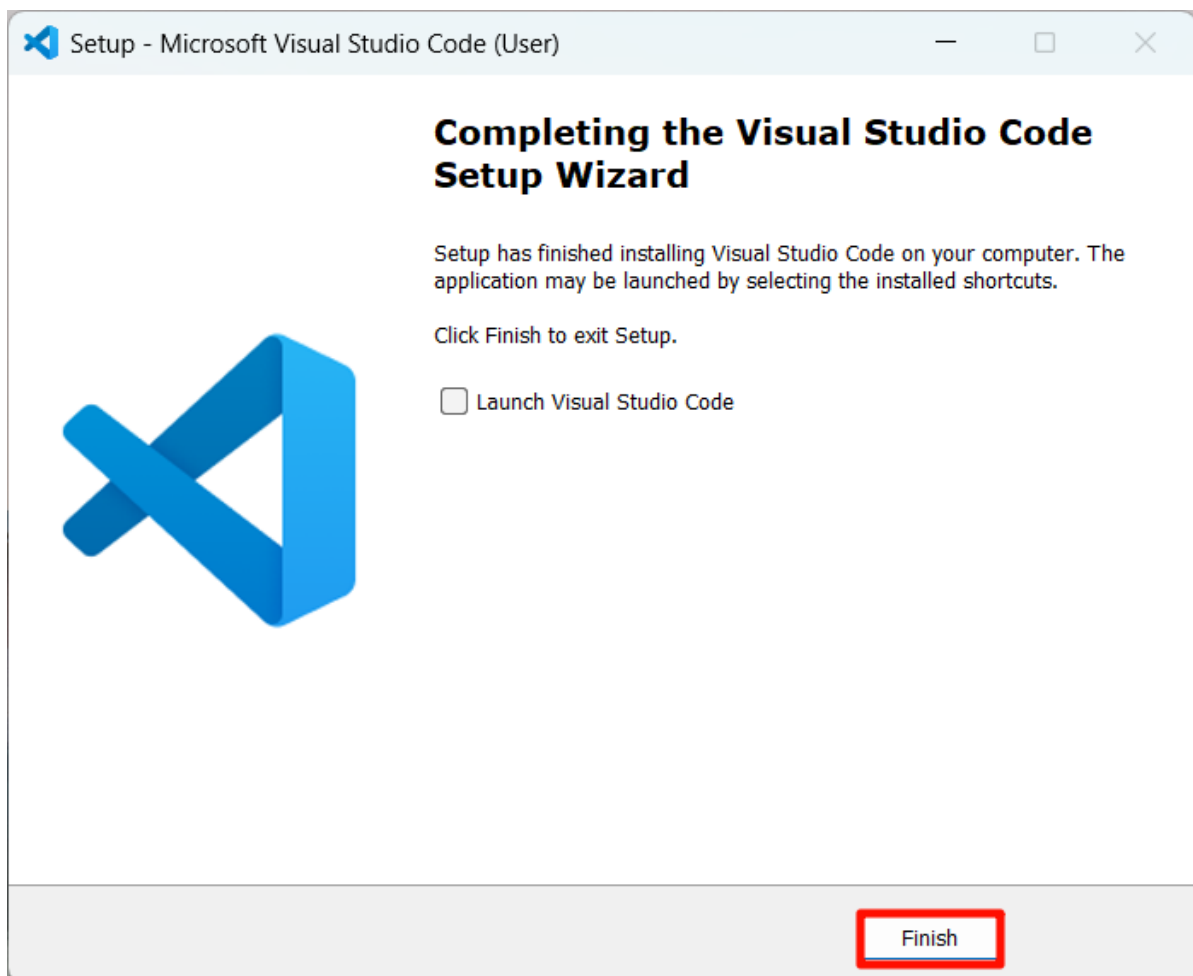 Setup - Microsoft Visual Studio Code (User)
Completing the Visual Studio Code
Setup Wizard
Setup has finished installing Visual Studio Code on your computer. The
application may be launched by selecting the installed shortcuts.
Click Finish to exit Setup.
Launch Visual Studio Code
Finish